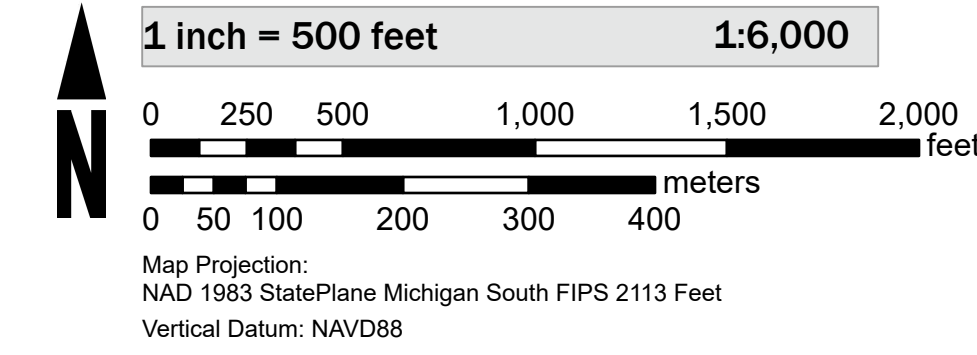 1 inch = 500 feet 1:6,000
0 250 500 1,000 1,500 2,000
feet
meters
0 50 100 200 300 400
N
Map Projection:
NAD 1983 StatePlane Michigan South FIPS 2113 Feet
Vertical Datum: NAVD88